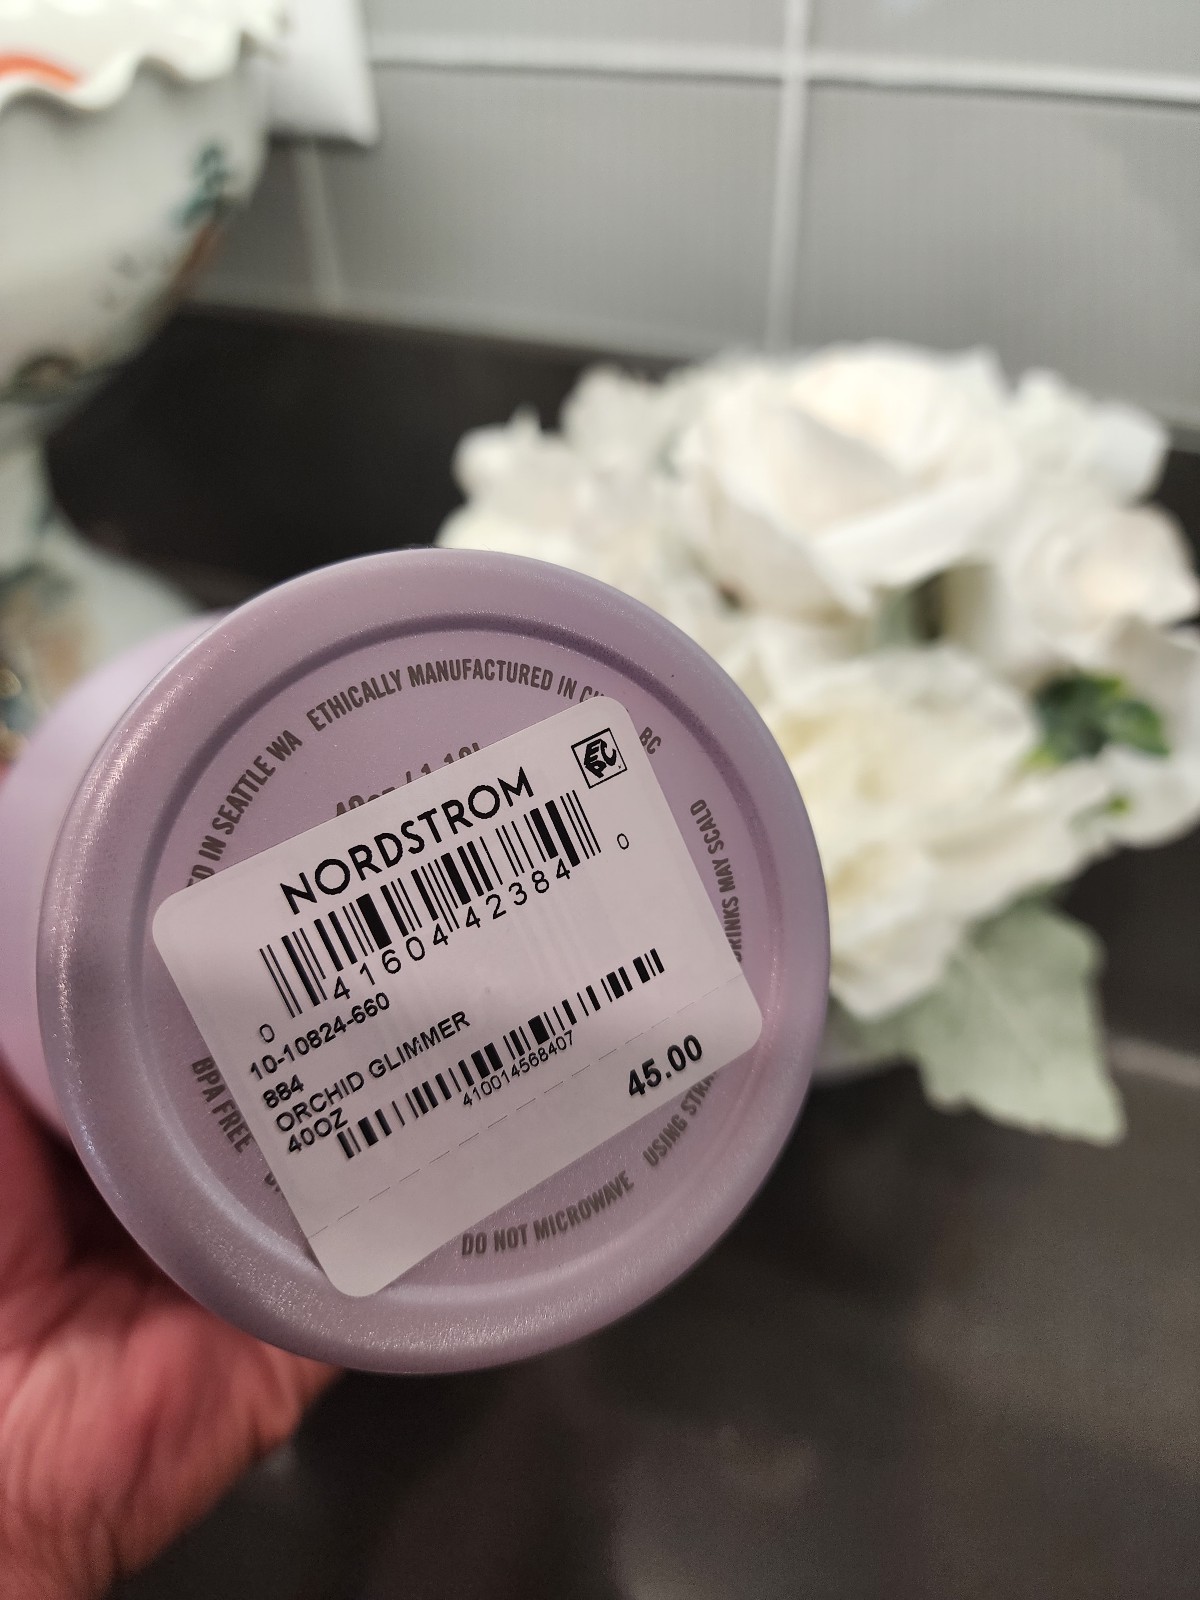 ETHICALLY MANUFACTURED IN
IN SEATTLE WA
BC
NORDSTROM
0 41604 42384 0
10-10824-660
884
ORCHID GLIMMER
40OZ
410014568407
45.00
MAY SCALD
BPA FREE
DO NOT MICROWAVE
USING